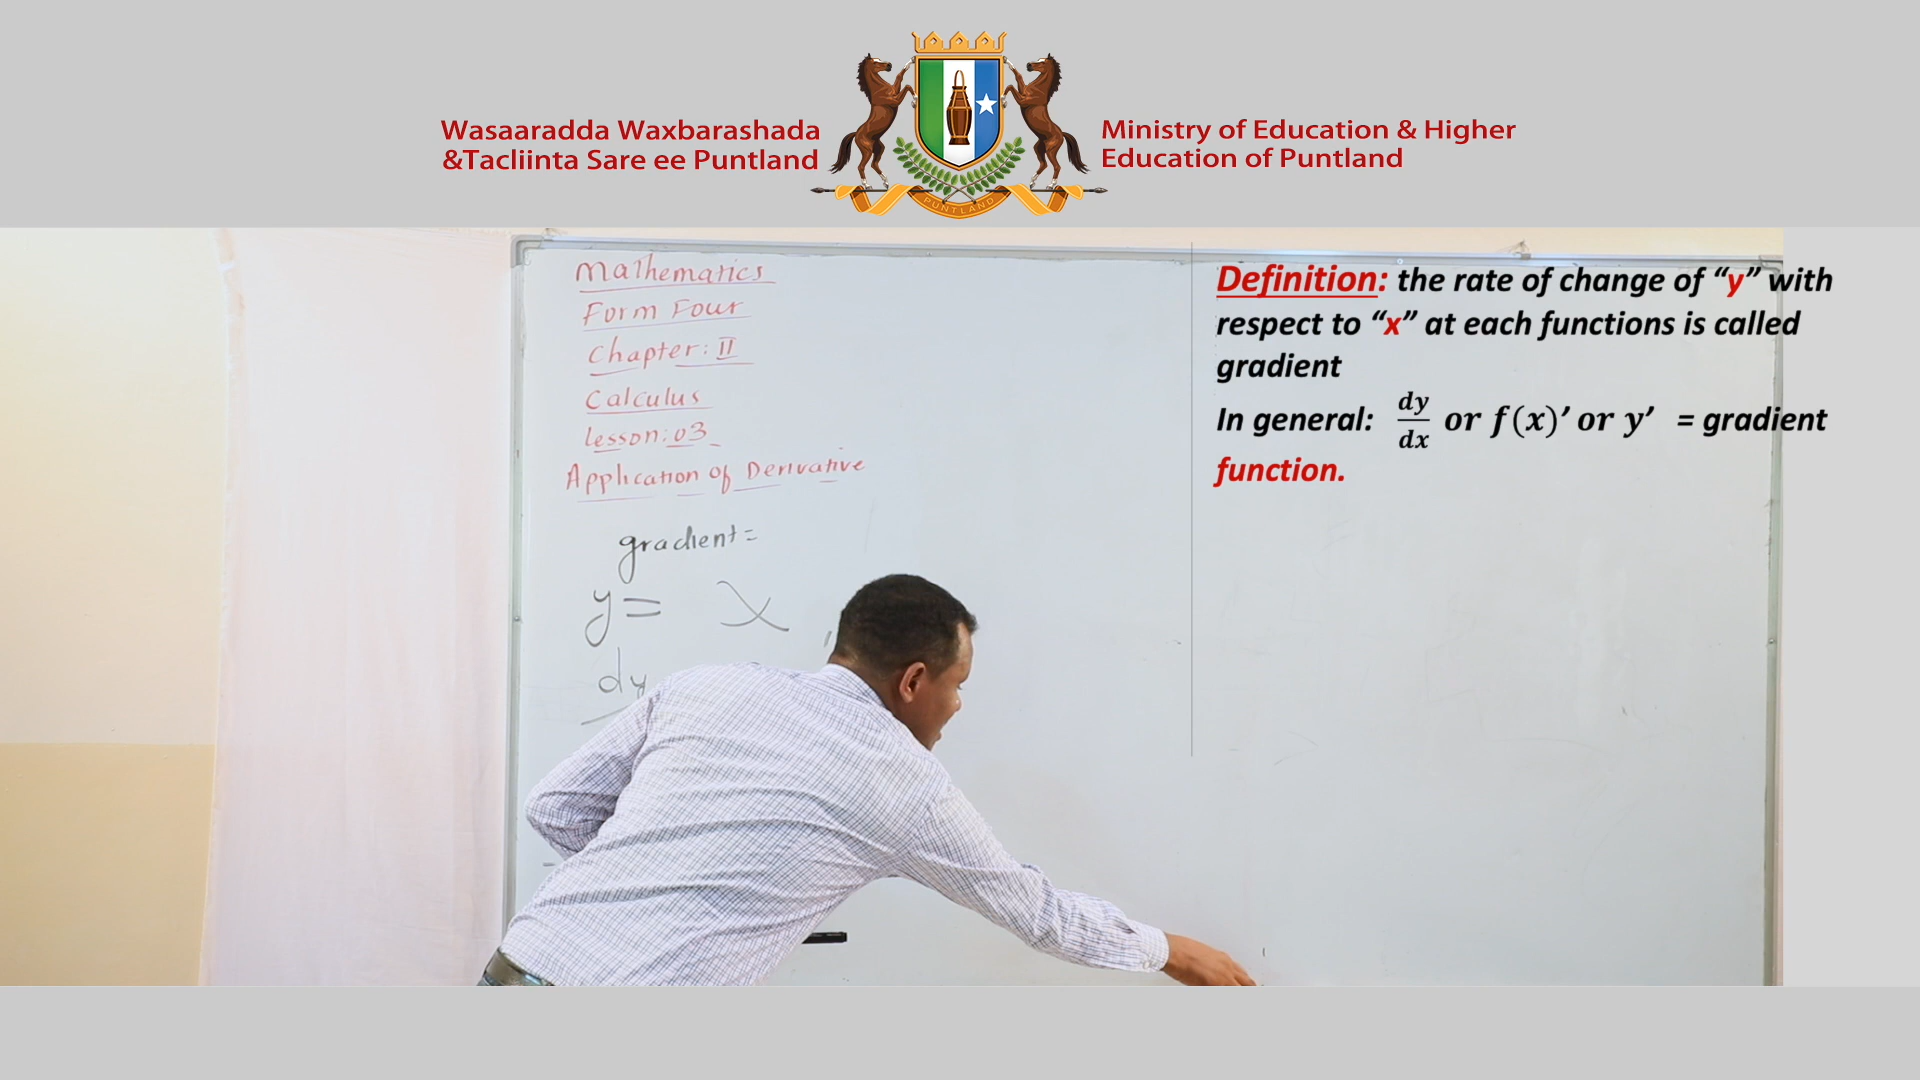 Wasaaradda Waxbarashada
&Tacliinta Sare ee Puntland
PUNTLAND
Ministry of Education & Higher
Education of Puntland
Mathematics
Form Four
Chapter: II
Calculus
lesson: 03
Application of Derivative
gradient =
y = x
dy
Definition: the rate of change of “y” with
respect to “x” at each functions is called
gradient
In general: dy/dx or f(x)’ or y’ = gradient
function.